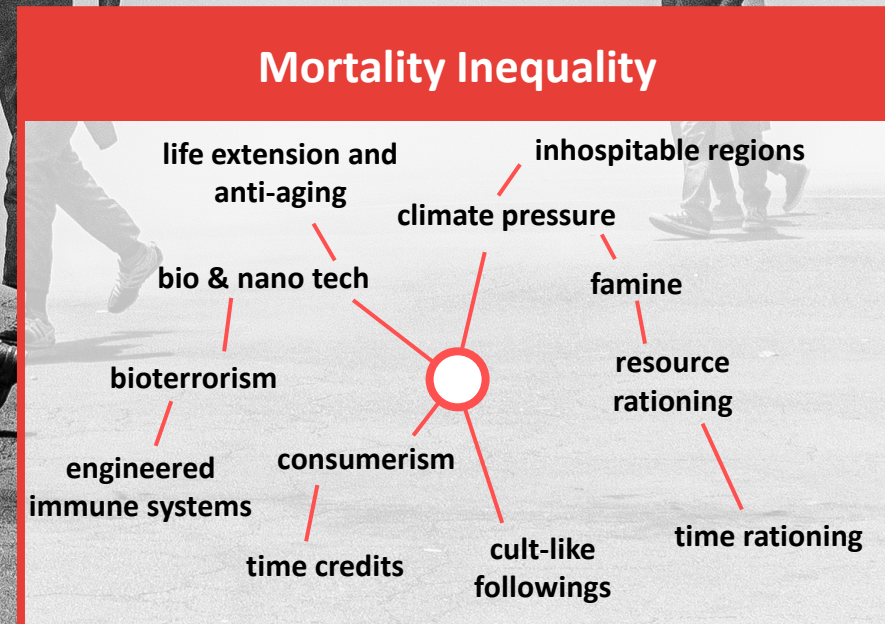 Mortality Inequality
life extension and
anti-aging
inhospitable regions
climate pressure
bio & nano tech
famine
bioterrorism
resource
rationing
engineered
immune systems
consumerism
time credits
cult-like
followings
time rationing